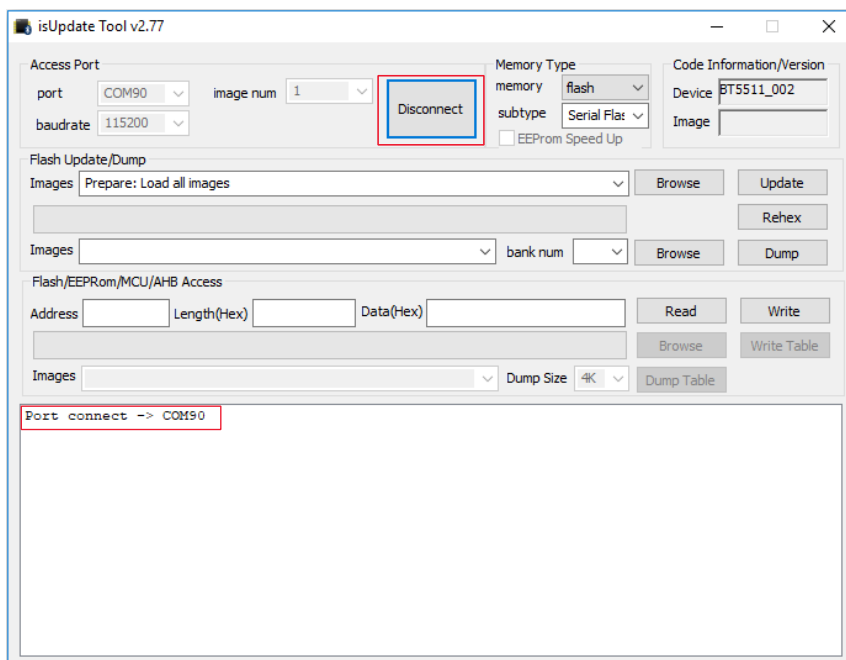 isUpdate Tool v2.77
Access Port
port COM90 image num 1
baudrate 115200
Disconnect
Memory Type
memory flash
subtype Serial Flas
EEProm Speed Up
Code Information/Version
Device BT5511_002
Image
Flash Update/Dump
Images Prepare: Load all images Browse Update
Rehex
Images bank num Browse Dump
Flash/EEPRom/MCU/AHB Access
Address Length(Hex) Data(Hex) Read Write
Browse Write Table
Images Dump Size 4K Dump Table
Port connect -> COM90